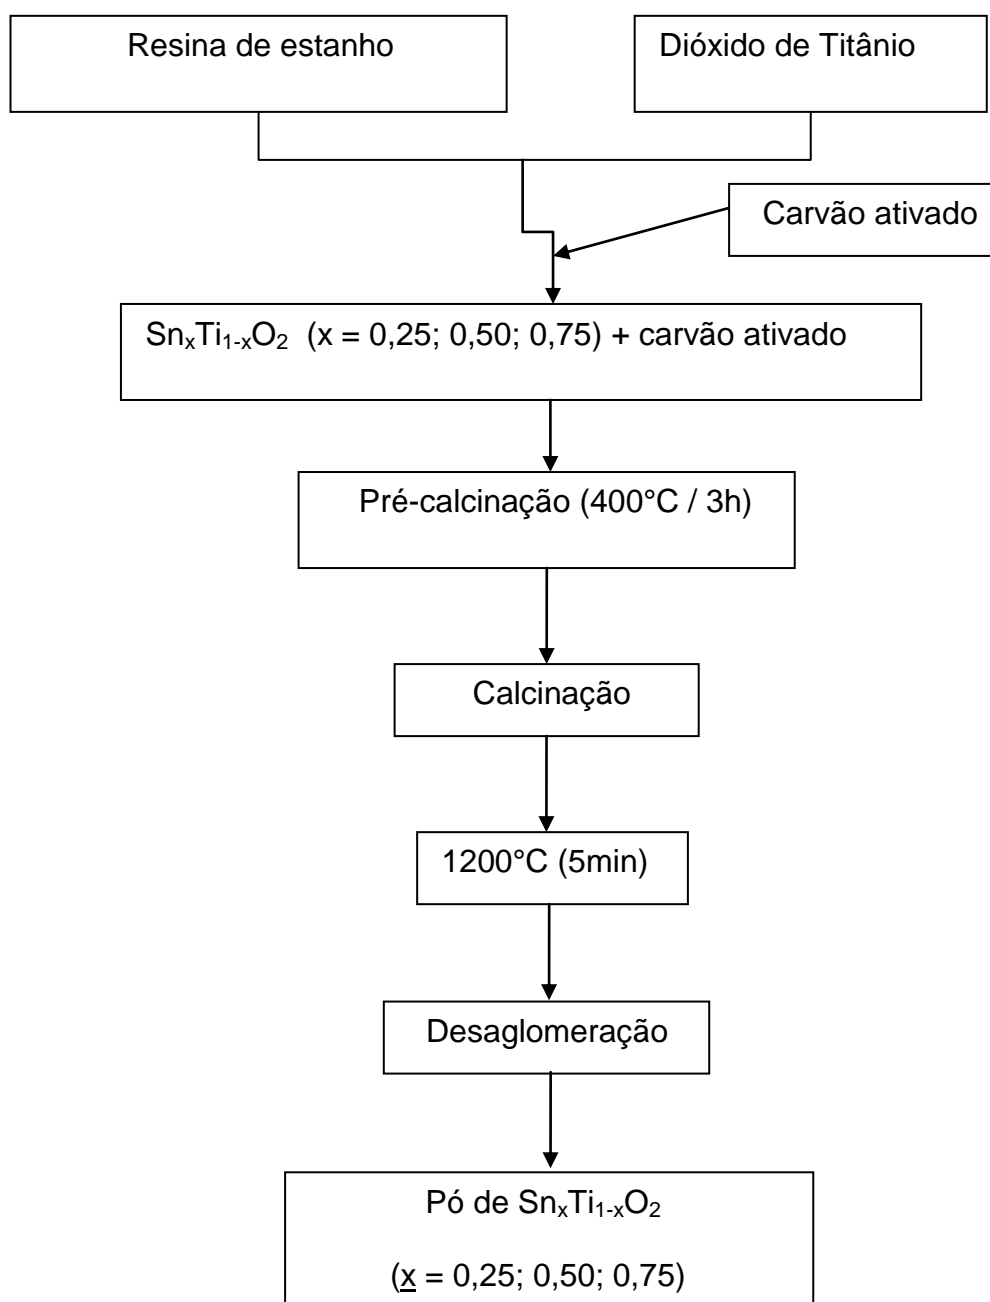 Resina de estanho
Dióxido de Titânio
Carvão ativado
SnₓTi₁₋ₓO₂ (x = 0,25; 0,50; 0,75) + carvão ativado
Pré-calcinação (400°C / 3h)
Calcinação
1200°C (5min)
Desaglomeração
Pó de SnₓTi₁₋ₓO₂
(x = 0,25; 0,50; 0,75)